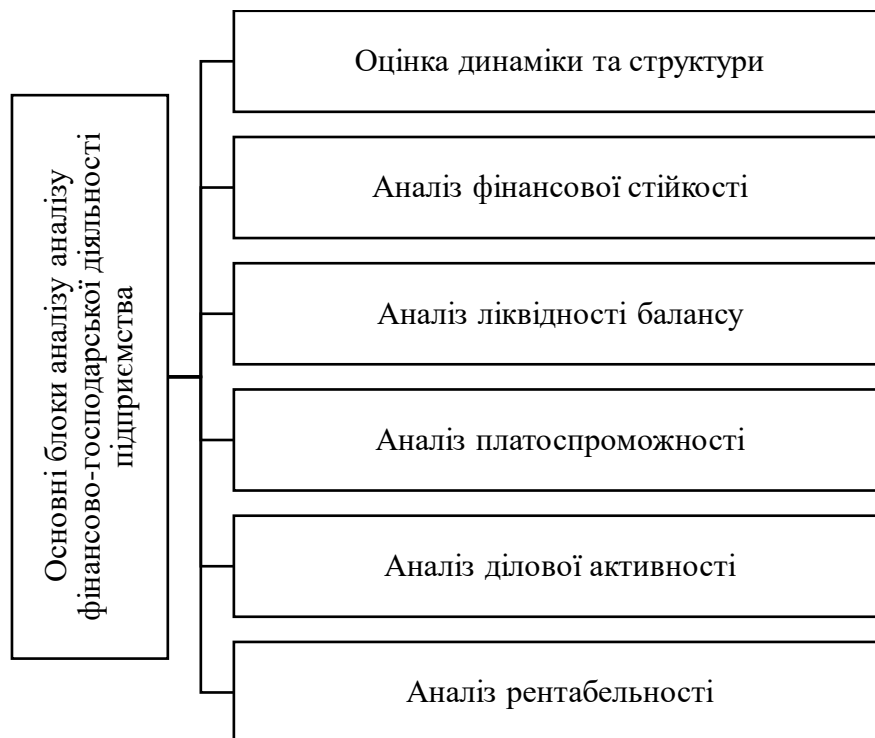 Основні блоки аналізу аналізу
фінансово-господарської діяльності
підприємства
Оцінка динаміки та структури
Аналіз фінансової стійкості
Аналіз ліквідності балансу
Аналіз платоспроможності
Аналіз ділової активності
Аналіз рентабельності